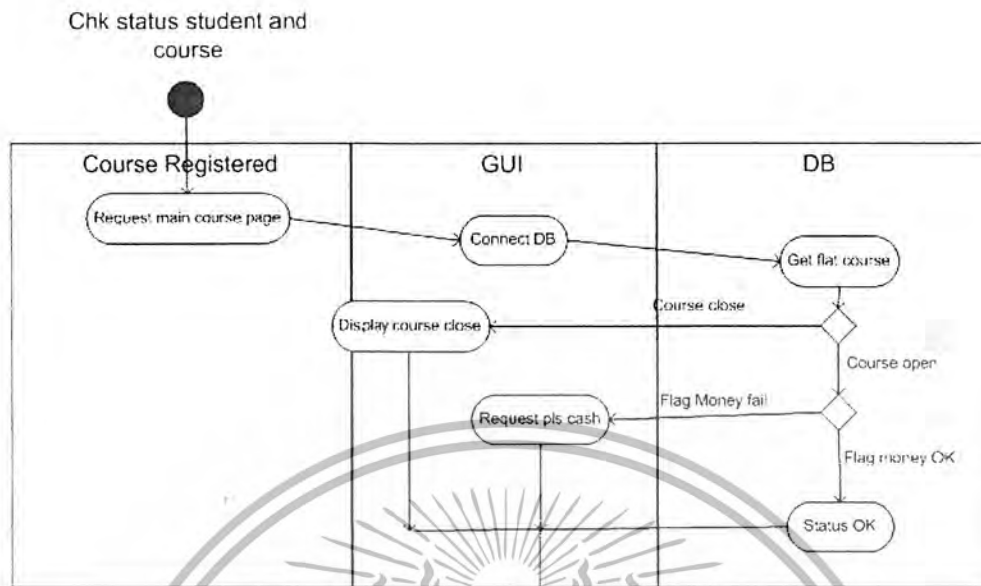 Chk status student and
course
Course Registered
GUI
DB
Request main course page
Connect DB
Get flat course
Course close
Display course close
Course open
Flag Money fail
Request pls cash
Flag money OK
Status OK